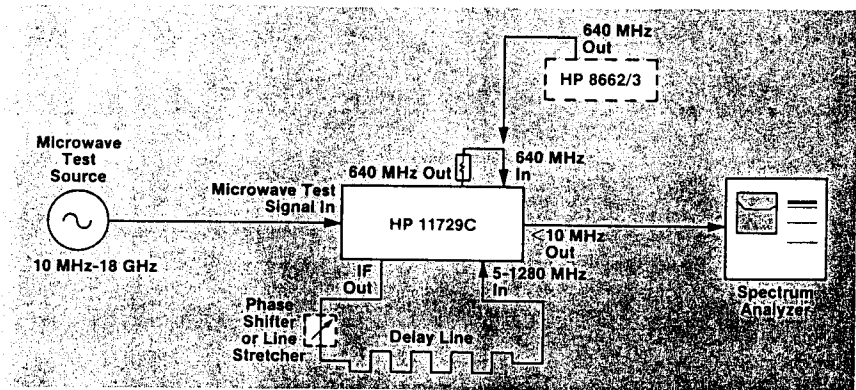 640 MHz
Out
HP 8662/3
Microwave
Test
Source
640 MHz Out
640 MHz
In
Microwave Test
Signal In
HP 11729C
<10 MHz
Out
10 MHz-18 GHz
IF
Out
5-1280 MHz
In
Spectrum
Analyzer
Phase
Shifter
or Line
Stretcher
Delay Line